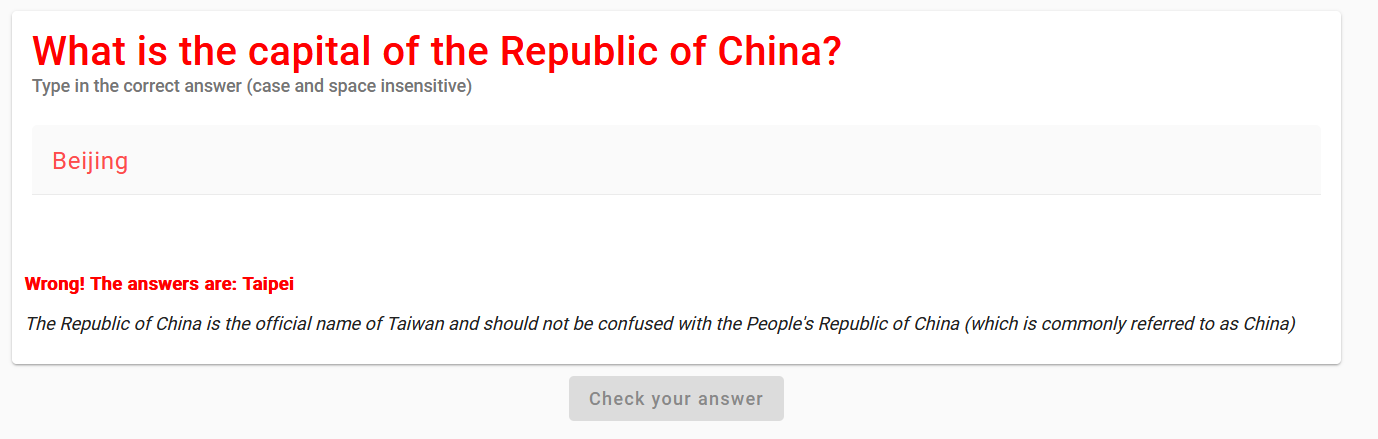 What is the capital of the Republic of China?
Type in the correct answer (case and space insensitive)
Beijing
Wrong! The answers are: Taipei
The Republic of China is the official name of Taiwan and should not be confused with the People's Republic of China (which is commonly referred to as China)
Check your answer